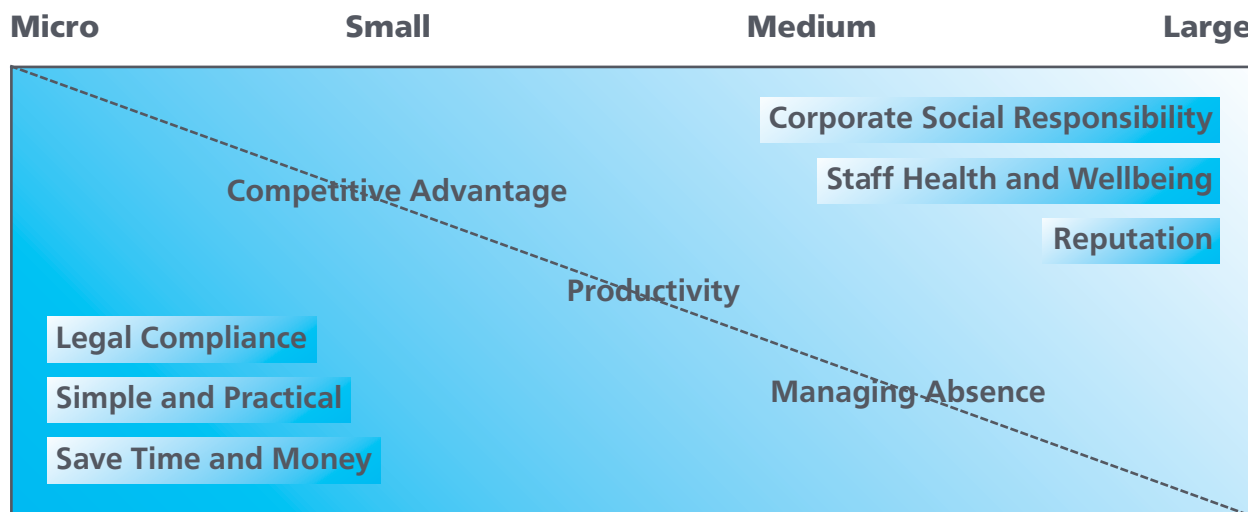 Micro Small Medium Large
Corporate Social Responsibility
Staff Health and Wellbeing
Competitive Advantage
Reputation
Productivity
Legal Compliance
Managing Absence
Simple and Practical
Save Time and Money